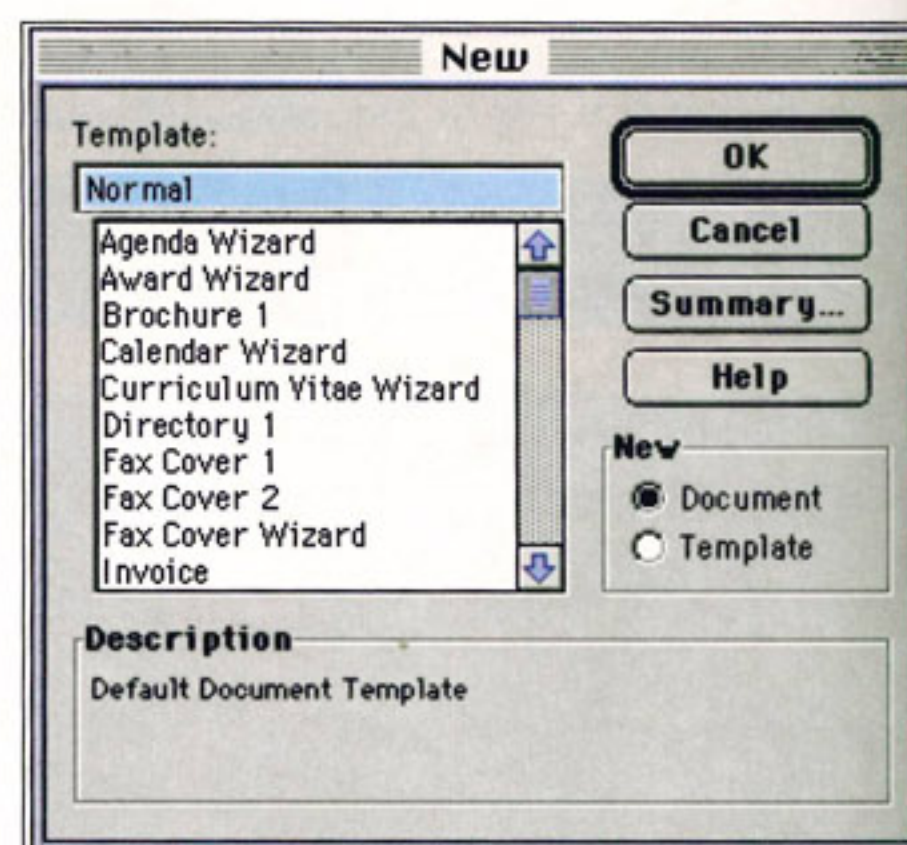 New
Template:
Normal
Agenda Wizard
Award Wizard
Brochure 1
Calendar Wizard
Curriculum Vitae Wizard
Directory 1
Fax Cover 1
Fax Cover 2
Fax Cover Wizard
Invoice
OK
Cancel
Summary...
Help
New
Document
Template
Description
Default Document Template